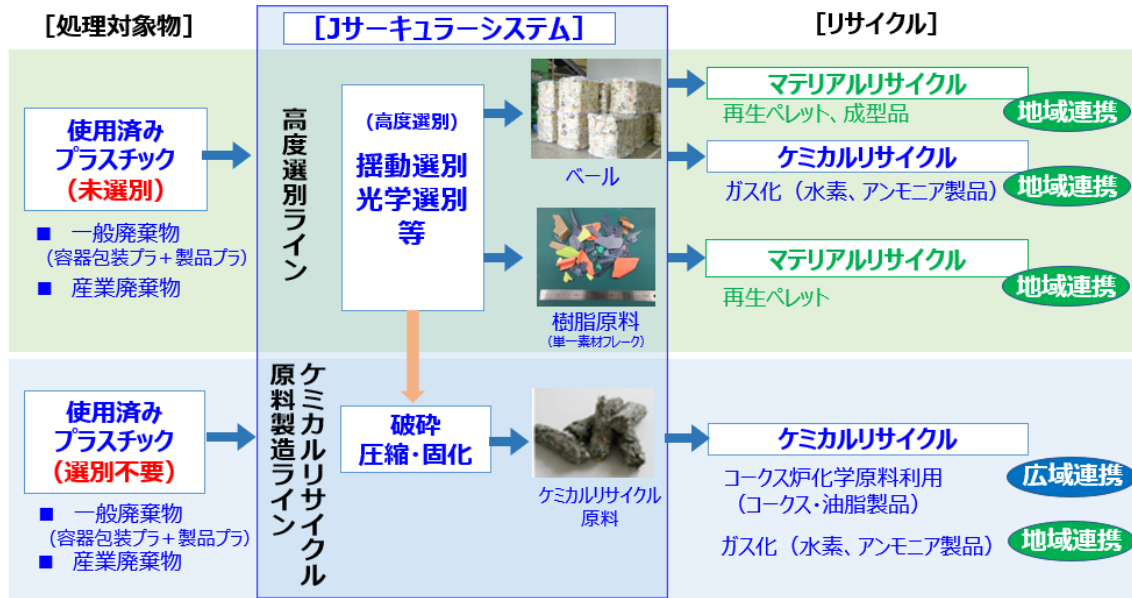 [処理対象物]
[Jサーキュラーシステム]
[リサイクル]
使用済み
プラスチック
(未選別)
■ 一般廃棄物
(容器包装プラ+製品プラ)
■ 産業廃棄物
高度選別ライン
(高度選別)
揺動選別
光学選別
等
ベール
樹脂原料
(単一素材フレーク)
マテリアルリサイクル
再生ペレット、成型品
地域連携
ケミカルリサイクル
ガス化(水素、アンモニア製品)
地域連携
マテリアルリサイクル
再生ペレット
地域連携
使用済み
プラスチック
(選別不要)
■ 一般廃棄物
(容器包装プラ+製品プラ)
■ 産業廃棄物
ケミカルリサイクル
原料製造ライン
破砕
圧縮・固化
ケミカルリサイクル
原料
ケミカルリサイクル
コークス炉化学原料利用
(コークス・油脂製品)
広域連携
ガス化(水素、アンモニア製品)
地域連携